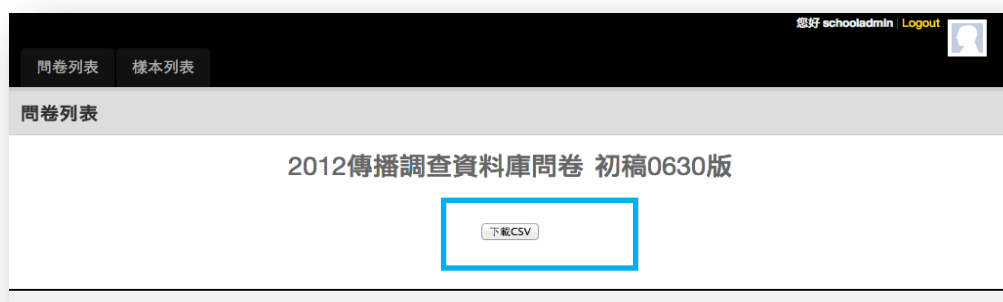 您好 schooladmin | Logout
問卷列表 樣本列表
問卷列表
2012傳播調查資料庫問卷 初稿0630版
下載CSV